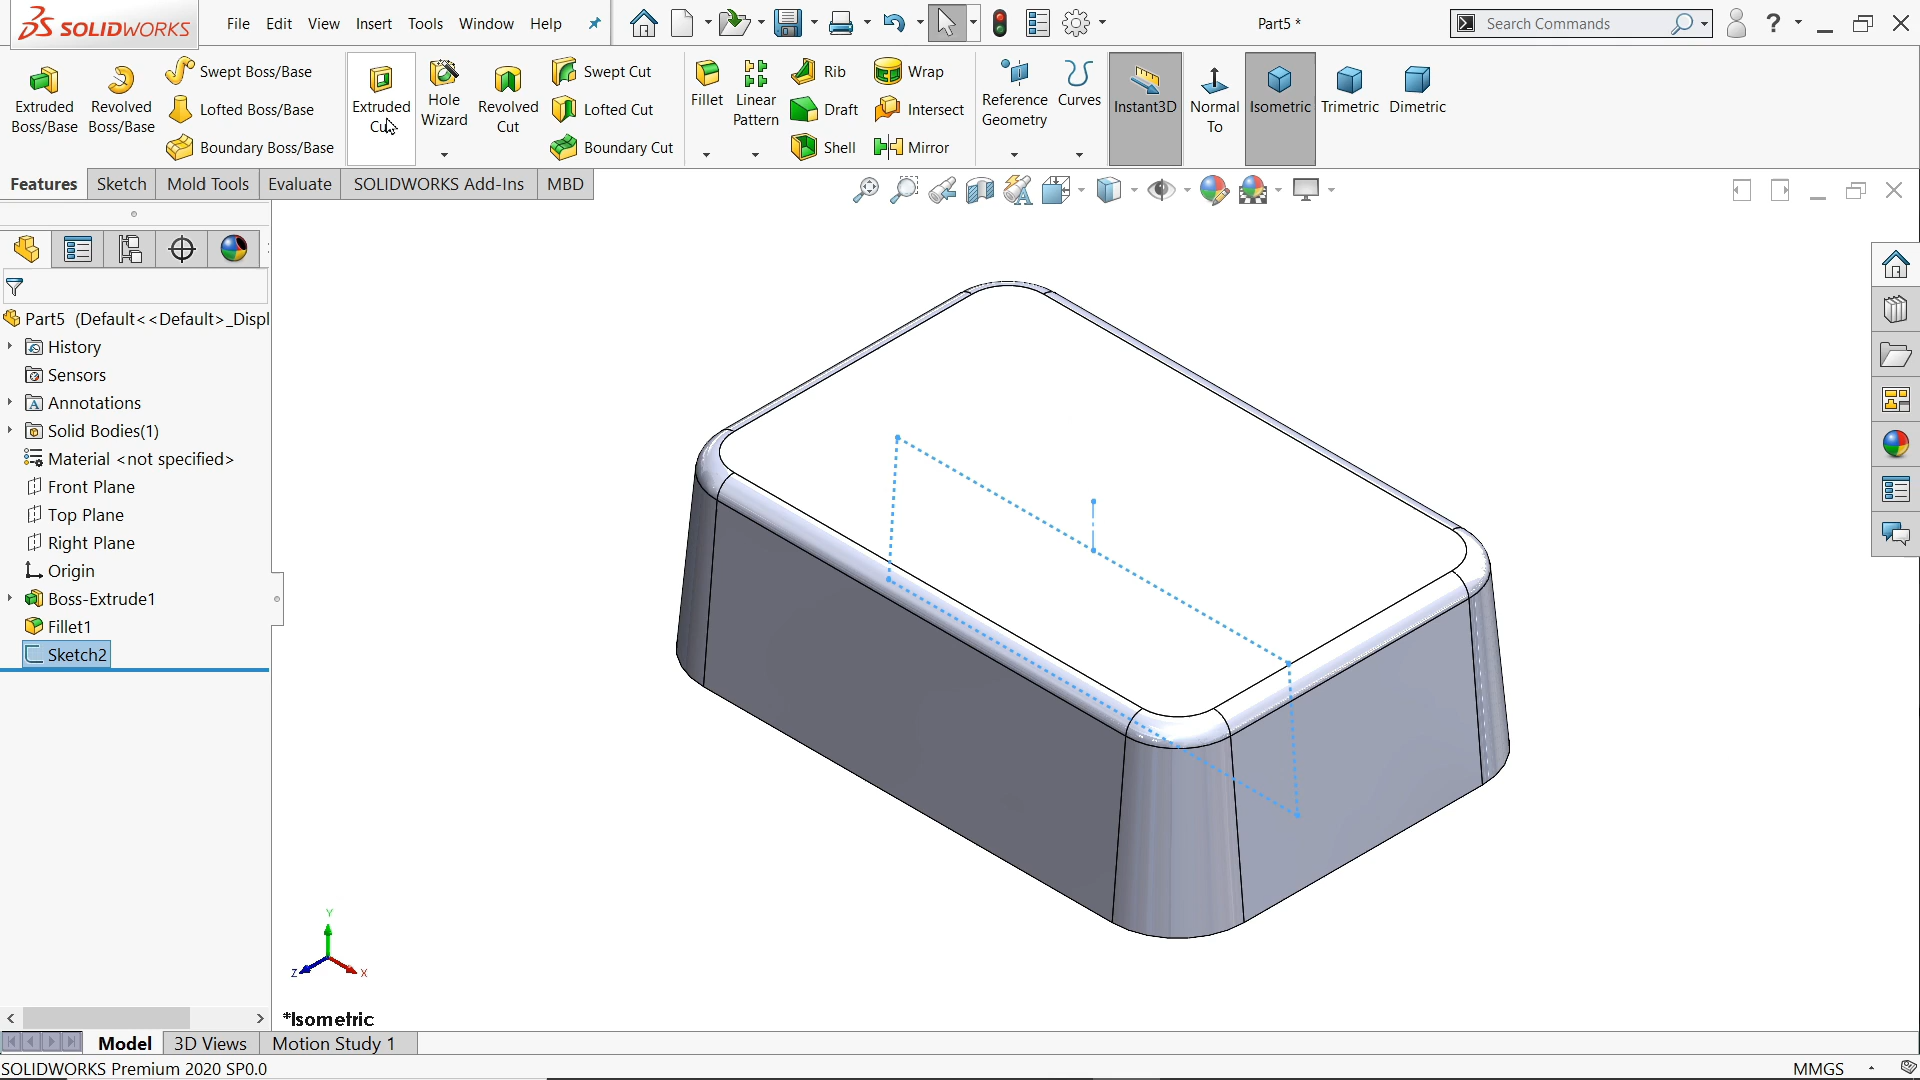 SOLIDWORKS File Edit View Insert Tools Window Help Part5 * Search Commands ?
Extruded Boss/Base
Revolved Boss/Base
Swept Boss/Base
Lofted Boss/Base
Boundary Boss/Base
Extruded Cut
Hole Wizard
Revolved Cut
Swept Cut
Lofted Cut
Boundary Cut
Fillet
Linear Pattern
Rib
Draft
Shell
Wrap
Intersect
Mirror
Reference Geometry
Curves
Instant3D
Normal To
Isometric
Trimetric
Dimetric
Features Sketch Mold Tools Evaluate SOLIDWORKS Add-Ins MBD
Part5 (Default<<Default>_Displ
History
Sensors
Annotations
Solid Bodies(1)
Material <not specified>
Front Plane
Top Plane
Right Plane
Origin
Boss-Extrude1
Fillet1
Sketch2
Y
Z X
*Isometric
Model 3D Views Motion Study 1
SOLIDWORKS Premium 2020 SP0.0 MMGS